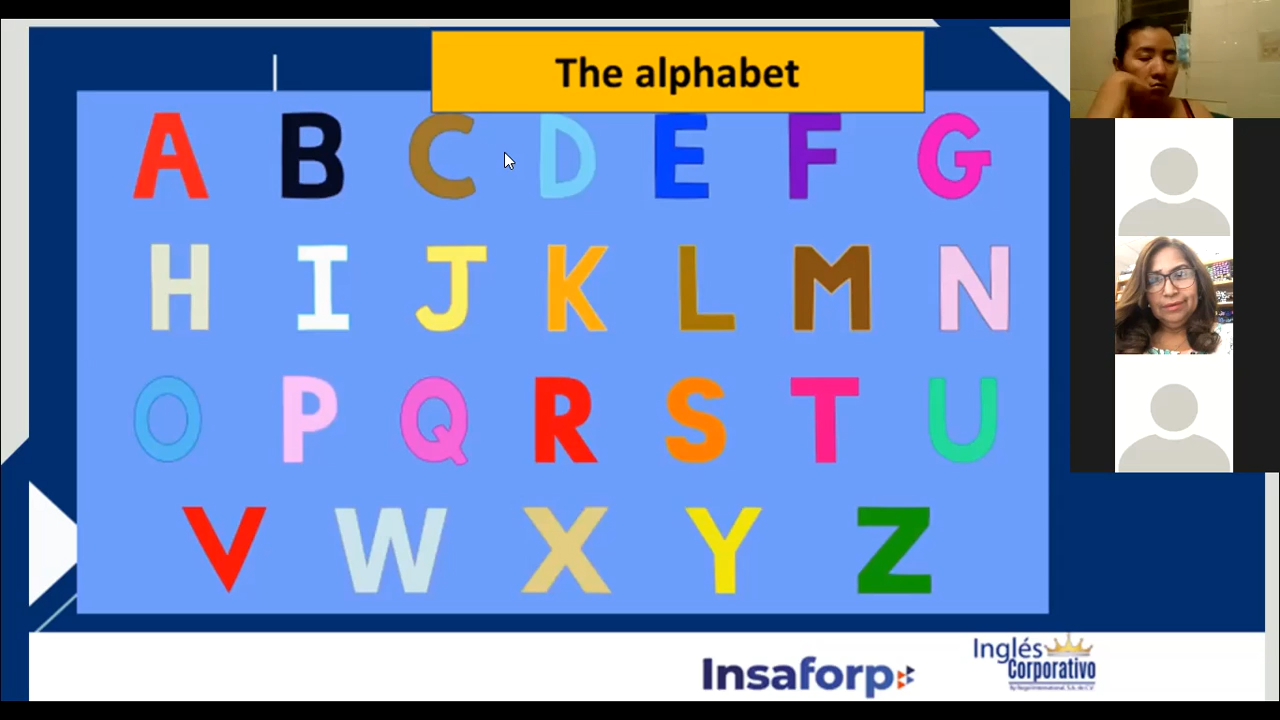 The alphabet
A B C D E F G
H I J K L M N
O P Q R S T U
V W X Y Z
Insaforp
Inglés
Corporativo